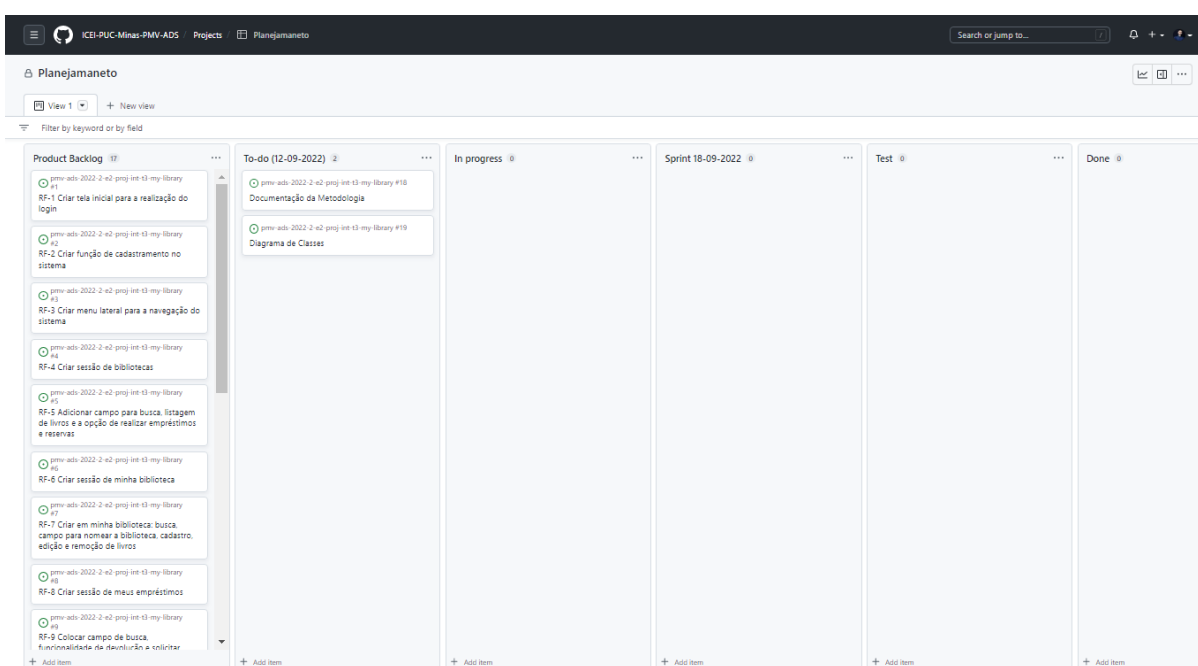 ICEI-PUC-Minas-PMV-ADS / Projects / Planejamaneto
Search or jump to... /
Planejamaneto
View 1
+ New view
Filter by keyword or by field
Product Backlog 17
pmv-ads-2022-2-e2-proj-int-t3-my-library
#1
RF-1 Criar tela inicial para a realização do
login
pmv-ads-2022-2-e2-proj-int-t3-my-library
#2
RF-2 Criar função de cadastramento no
sistema
pmv-ads-2022-2-e2-proj-int-t3-my-library
#3
RF-3 Criar menu lateral para a navegação do
sistema
pmv-ads-2022-2-e2-proj-int-t3-my-library
#4
RF-4 Criar sessão de bibliotecas
pmv-ads-2022-2-e2-proj-int-t3-my-library
#5
RF-5 Adicionar campo para busca, listagem
de livros e a opção de realizar empréstimos
e reservas
pmv-ads-2022-2-e2-proj-int-t3-my-library
#6
RF-6 Criar sessão de minha biblioteca
pmv-ads-2022-2-e2-proj-int-t3-my-library
#7
RF-7 Criar em minha biblioteca: busca,
campo para nomear a biblioteca, cadastro,
edição e remoção de livros
pmv-ads-2022-2-e2-proj-int-t3-my-library
#8
RF-8 Criar sessão de meus empréstimos
pmv-ads-2022-2-e2-proj-int-t3-my-library
#9
RF-9 Colocar campo de busca,
funcionalidade de devolução e solicitar
+ Add item
To-do (12-09-2022) 2
pmv-ads-2022-2-e2-proj-int-t3-my-library #18
Documentação da Metodologia
pmv-ads-2022-2-e2-proj-int-t3-my-library #19
Diagrama de Classes
+ Add item
In progress 0
+ Add item
Sprint 18-09-2022 0
+ Add item
Test 0
+ Add item
Done 0
+ Add item